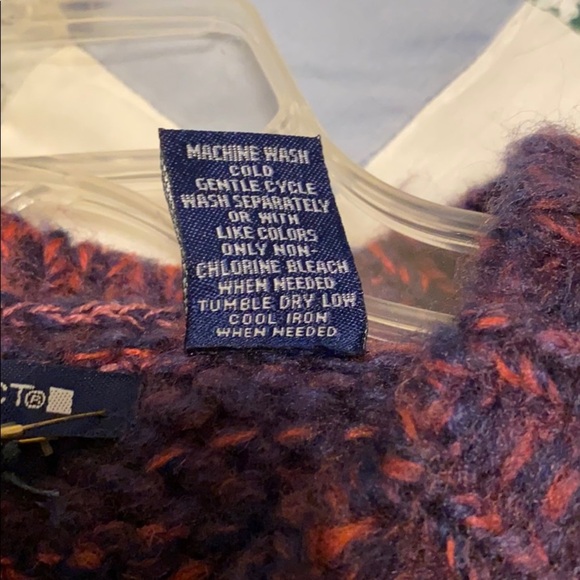 MACHINE WASH
COLD
GENTLE CYCLE
WASH SEPARATELY
OR WITH
LIKE COLORS
ONLY NON-
CHLORINE BLEACH
WHEN NEEDED
TUMBLE DRY LOW
COOL IRON
WHEN NEEDED
CT®